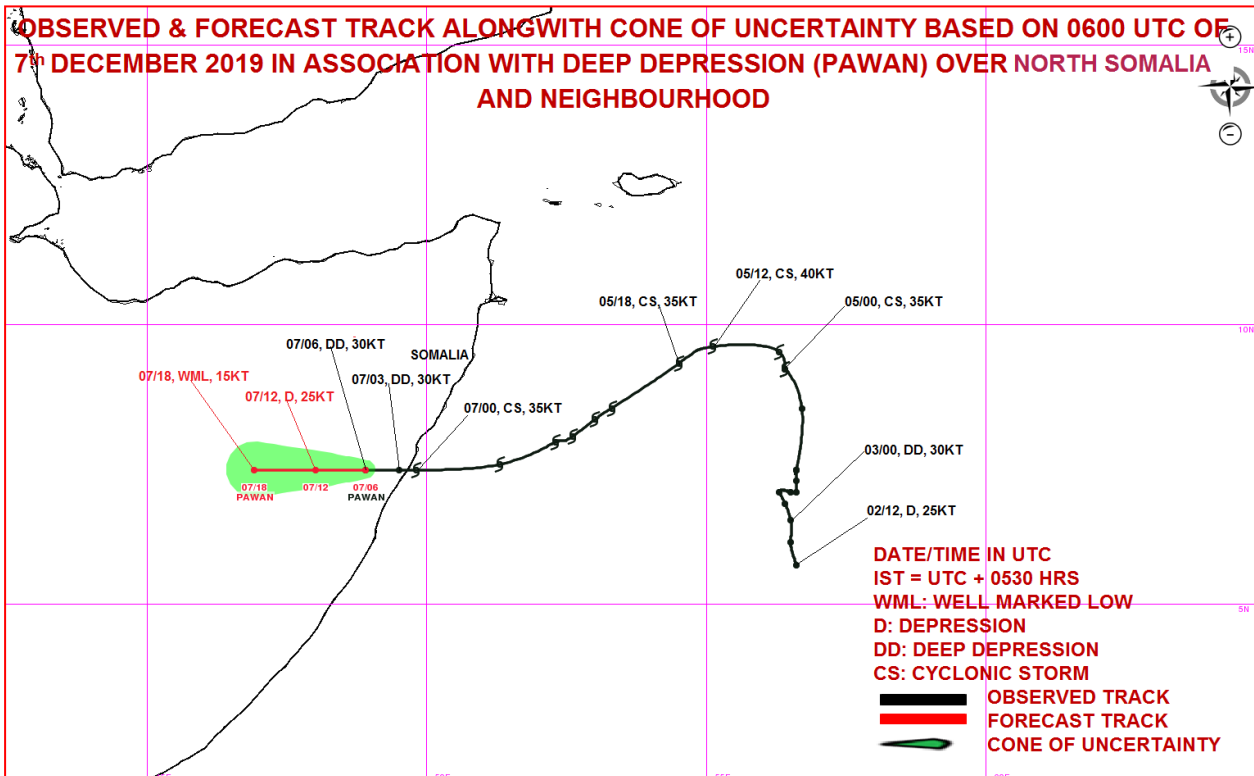 OBSERVED & FORECAST TRACK ALONGWITH CONE OF UNCERTAINTY BASED ON 0600 UTC OF
7th DECEMBER 2019 IN ASSOCIATION WITH DEEP DEPRESSION (PAWAN) OVER NORTH SOMALIA
AND NEIGHBOURHOOD
15N
05/12, CS, 40KT
05/18, CS, 35KT
05/00, CS, 35KT
10N
07/06, DD, 30KT
SOMALIA
07/18, WML, 15KT
07/03, DD, 30KT
07/12, D, 25KT
07/00, CS, 35KT
03/00, DD, 30KT
07/18
PAWAN
07/12
07/06
PAWAN
02/12, D, 25KT
DATE/TIME IN UTC
IST = UTC + 0530 HRS
WML: WELL MARKED LOW
D: DEPRESSION
5N
DD: DEEP DEPRESSION
CS: CYCLONIC STORM
OBSERVED TRACK
FORECAST TRACK
CONE OF UNCERTAINTY